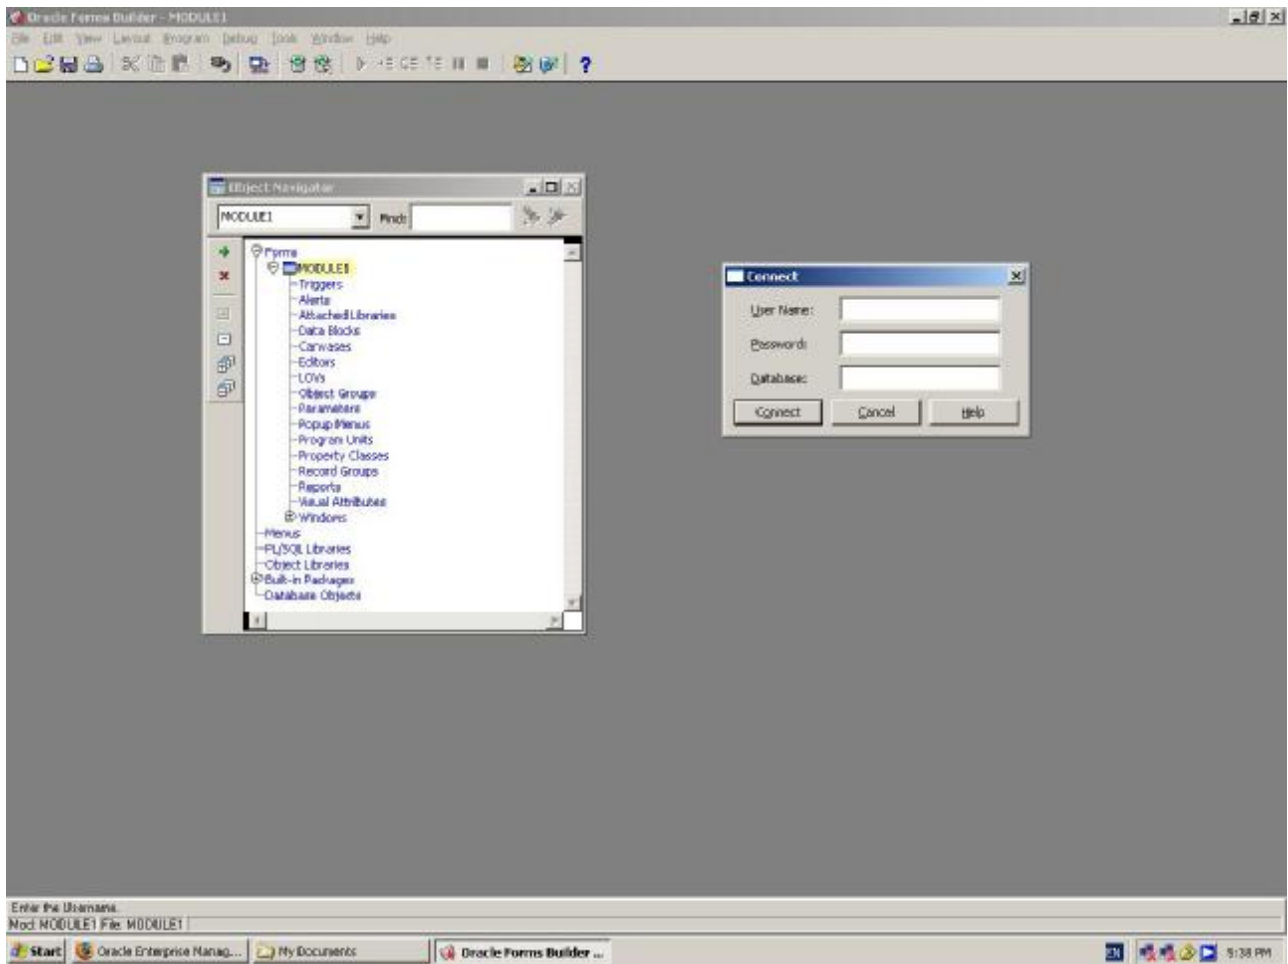 Oracle Forms Builder - MODULE1
File Edit View Layout Program Debug Tools Window Help
Object Navigator
MODULE1
Find:
Forms
MODULE1
Triggers
Alerts
Attached Libraries
Data Blocks
Canvases
Editors
LOVs
Object Groups
Parameters
Popup Menus
Program Units
Property Classes
Record Groups
Reports
Visual Attributes
Windows
Menus
PL/SQL Libraries
Object Libraries
Built-in Packages
Database Objects
Connect
User Name:
Password:
Database:
Connect Cancel Help
Enter the Username.
Mod: MODULE1 File: MODULE1
Start Oracle Enterprise Manag... My Documents Oracle Forms Builder ... EN 5:38 PM